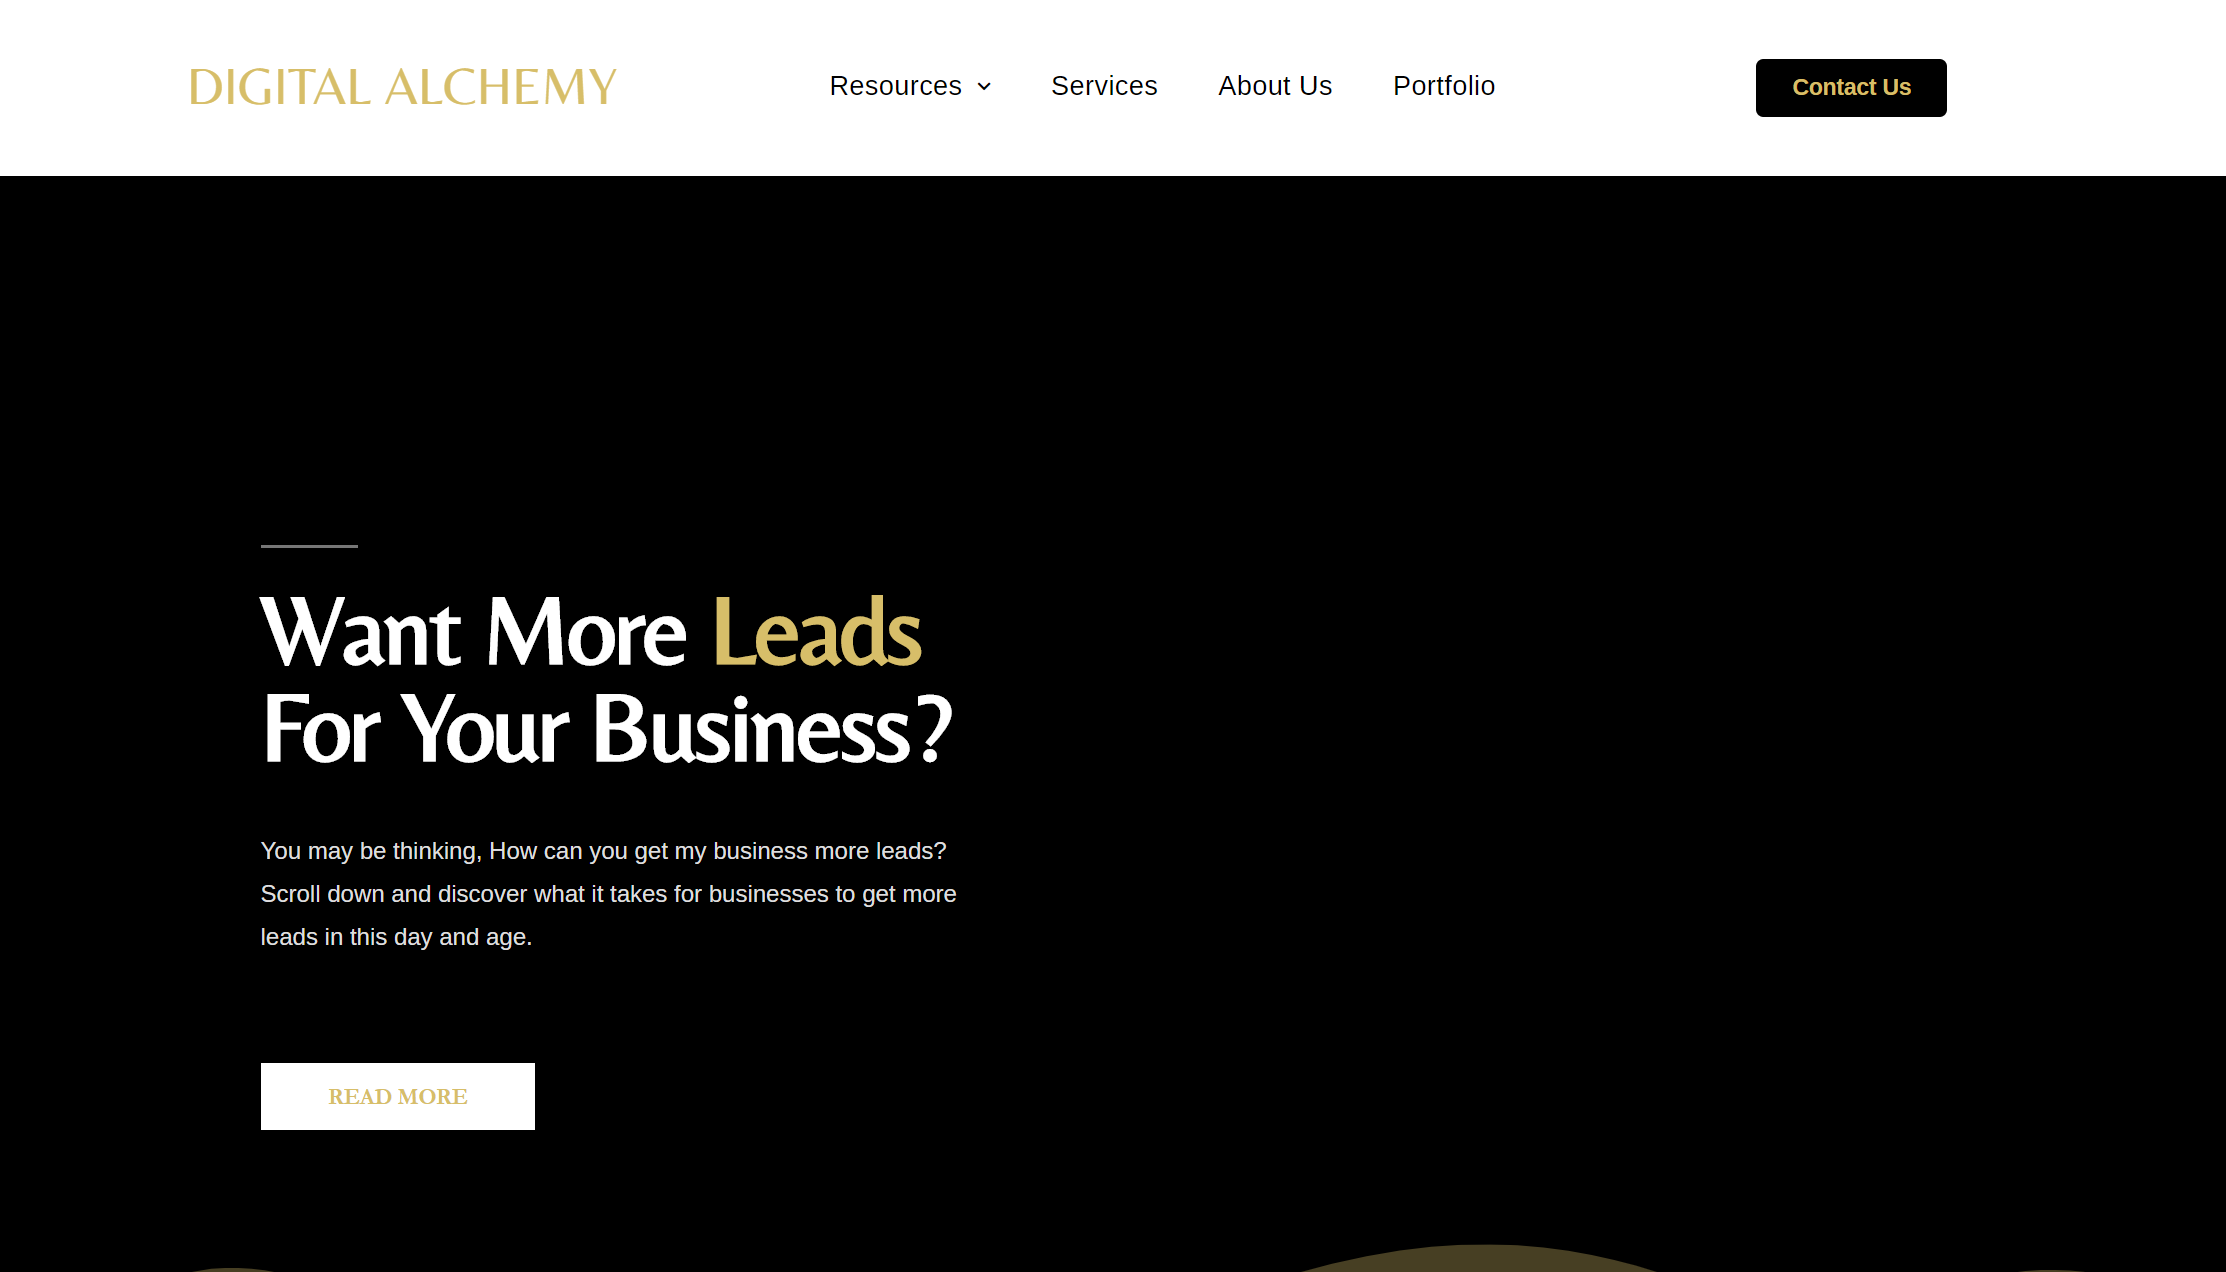 DIGITAL ALCHEMY
Resources
Services
About Us
Portfolio
Contact Us
Want More Leads
For Your Business?
You may be thinking, How can you get my business more leads?
Scroll down and discover what it takes for businesses to get more
leads in this day and age.
READ MORE